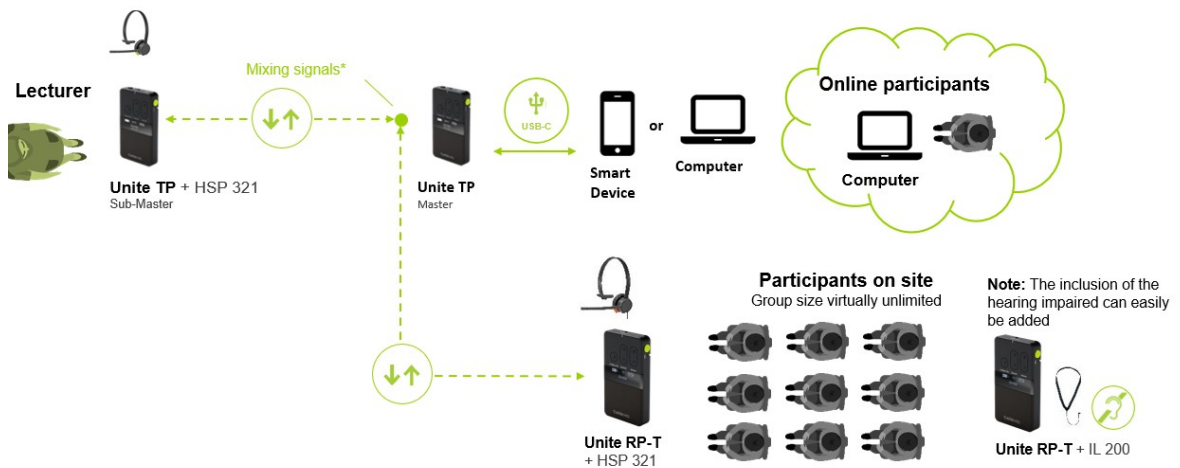 Mixing signals*
Lecturer
Unite TP + HSP 321
Sub-Master
Unite TP
Master
USB-C
Smart
Device
or
Computer
Online participants
Computer
Participants on site
Group size virtually unlimited
Unite RP-T
+ HSP 321
Note: The inclusion of the
hearing impaired can easily
be added
Unite RP-T + IL 200